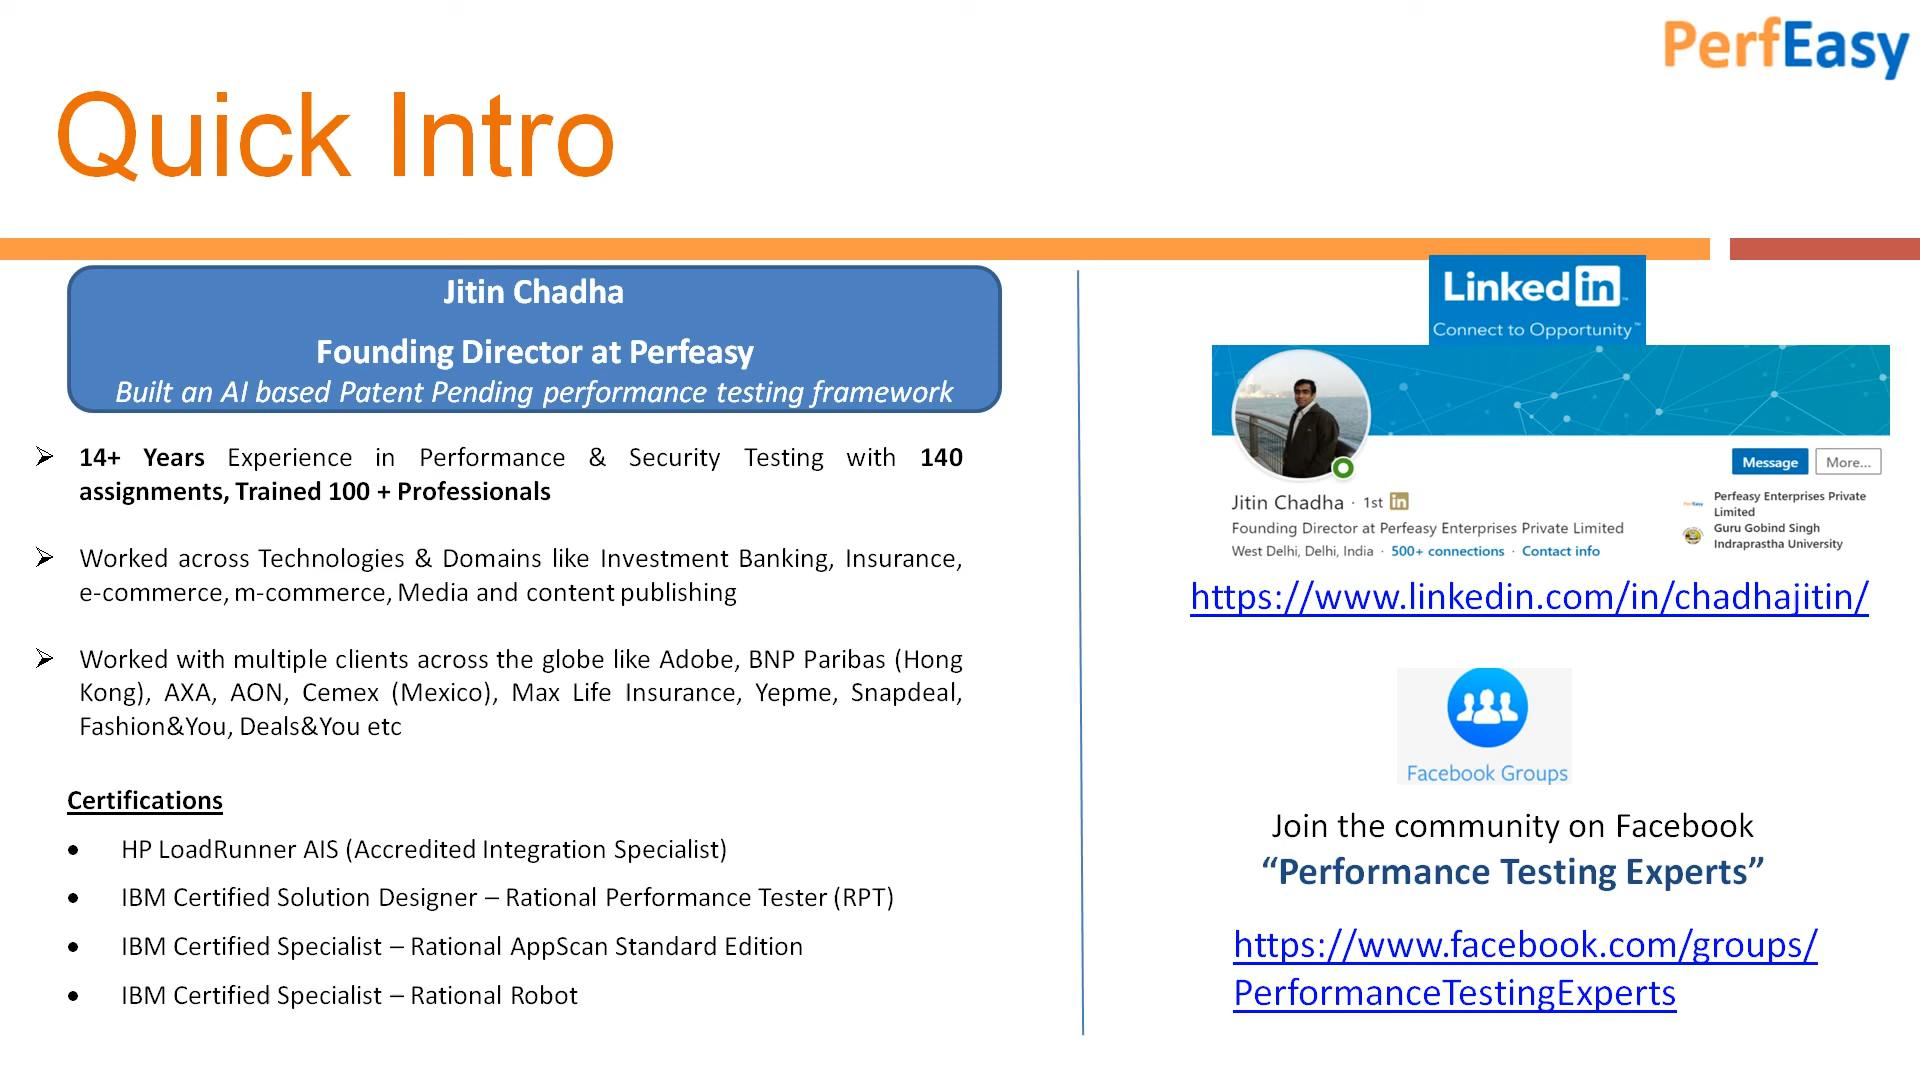 PerfEasy
Quick Intro
Jitin Chadha
Founding Director at Perfeasy
Built an AI based Patent Pending performance testing framework
14+ Years Experience in Performance & Security Testing with 140
assignments, Trained 100 + Professionals
Worked across Technologies & Domains like Investment Banking, Insurance,
e-commerce, m-commerce, Media and content publishing
Worked with multiple clients across the globe like Adobe, BNP Paribas (Hong
Kong), AXA, AON, Cemex (Mexico), Max Life Insurance, Yepme, Snapdeal,
Fashion&You, Deals&You etc
Certifications
• HP LoadRunner AIS (Accredited Integration Specialist)
• IBM Certified Solution Designer – Rational Performance Tester (RPT)
• IBM Certified Specialist – Rational AppScan Standard Edition
• IBM Certified Specialist – Rational Robot
Linked in™
Connect to Opportunity™
Message More...
Jitin Chadha · 1st in
Founding Director at Perfeasy Enterprises Private Limited
West Delhi, Delhi, India · 500+ connections · Contact info
PerfEasy
Perfeasy Enterprises Private
Limited
Guru Gobind Singh
Indraprastha University
https://www.linkedin.com/in/chadhajitin/
Facebook Groups
Join the community on Facebook
“Performance Testing Experts”
https://www.facebook.com/groups/
PerformanceTestingExperts